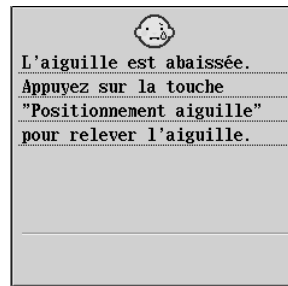 L'aiguille est abaissée.
Appuyez sur la touche
"Positionnement aiguille"
pour relever l'aiguille.